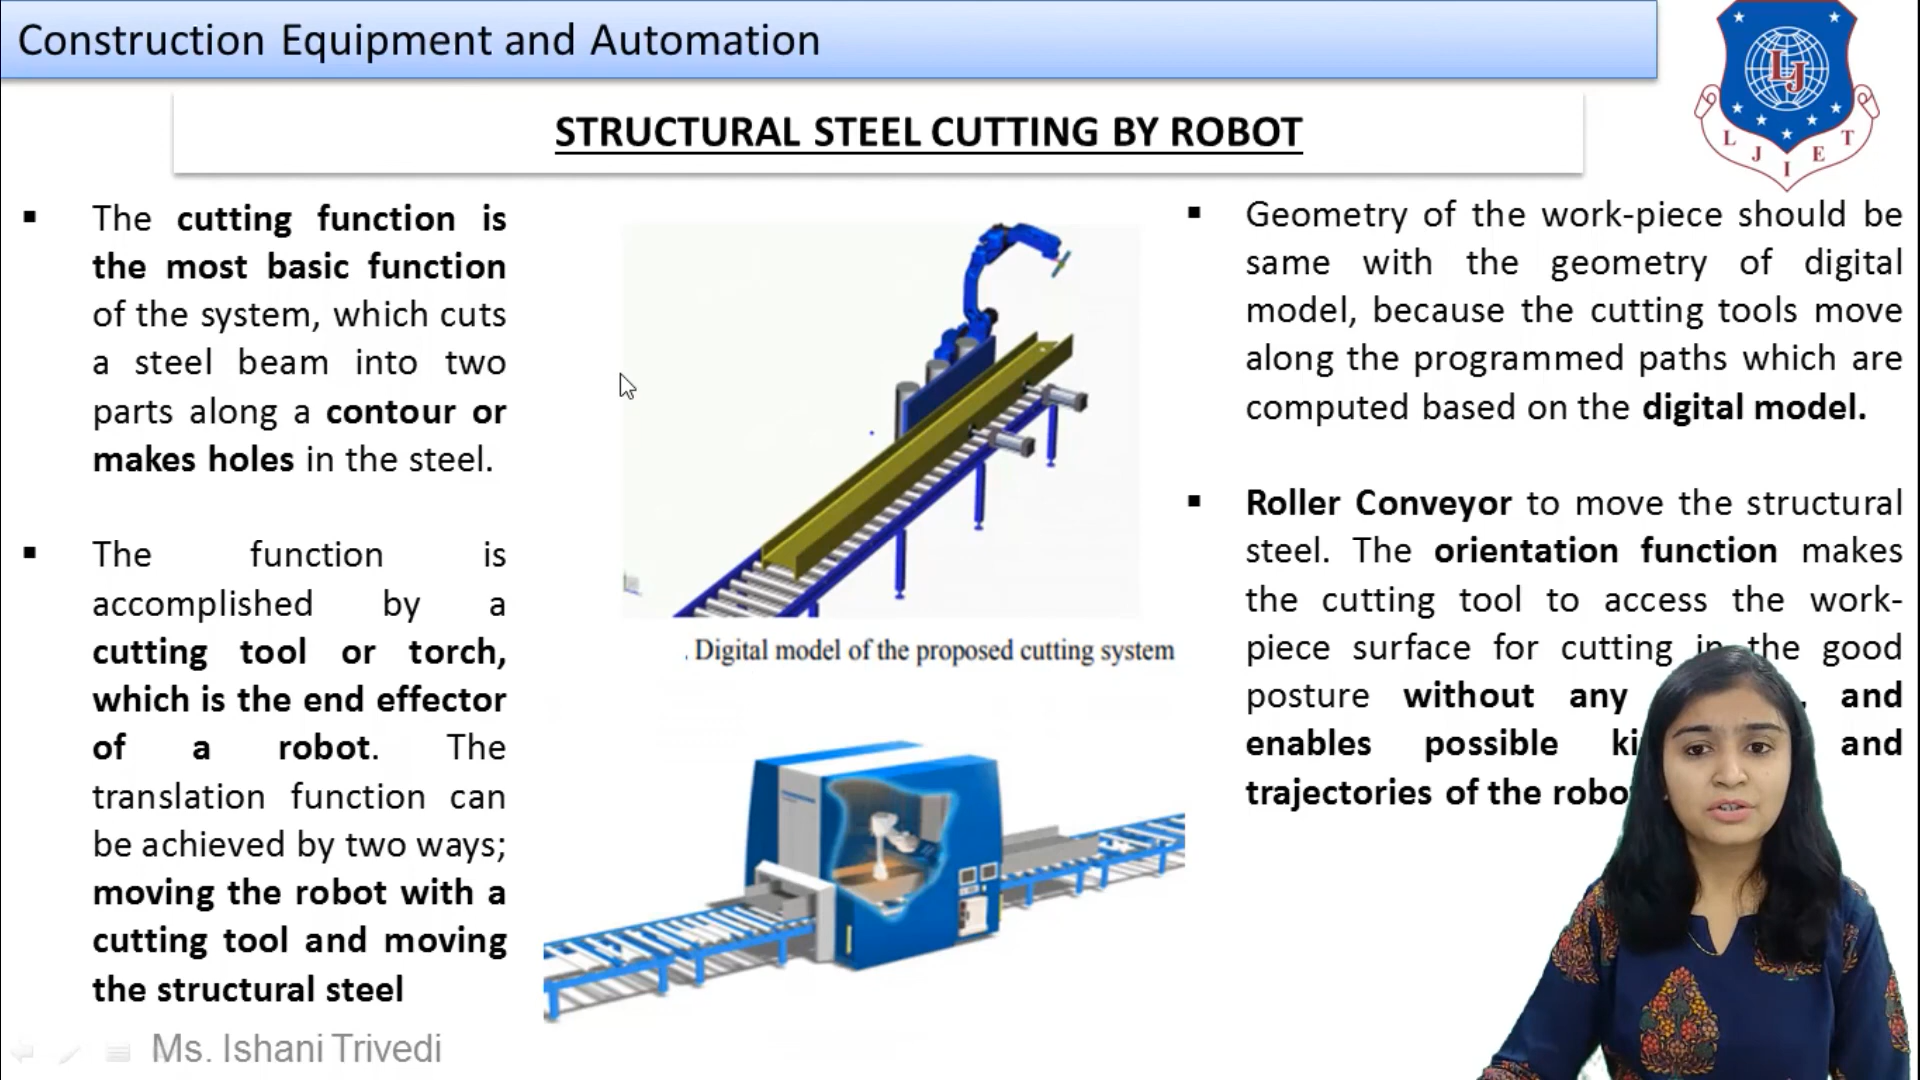 Construction Equipment and Automation
LJ
L J I E T
STRUCTURAL STEEL CUTTING BY ROBOT
▪ The cutting function is
the most basic function
of the system, which cuts
a steel beam into two
parts along a contour or
makes holes in the steel.
▪ The function is
accomplished by a
cutting tool or torch,
which is the end effector
of a robot. The
translation function can
be achieved by two ways;
moving the robot with a
cutting tool and moving
the structural steel
. Digital model of the proposed cutting system
▪ Geometry of the work-piece should be
same with the geometry of digital
model, because the cutting tools move
along the programmed paths which are
computed based on the digital model.
▪ Roller Conveyor to move the structural
steel. The orientation function makes
the cutting tool to access the work-
piece surface for cutting in the good
posture without any and
enables possible and
trajectories of the
Ms. Ishani Trivedi